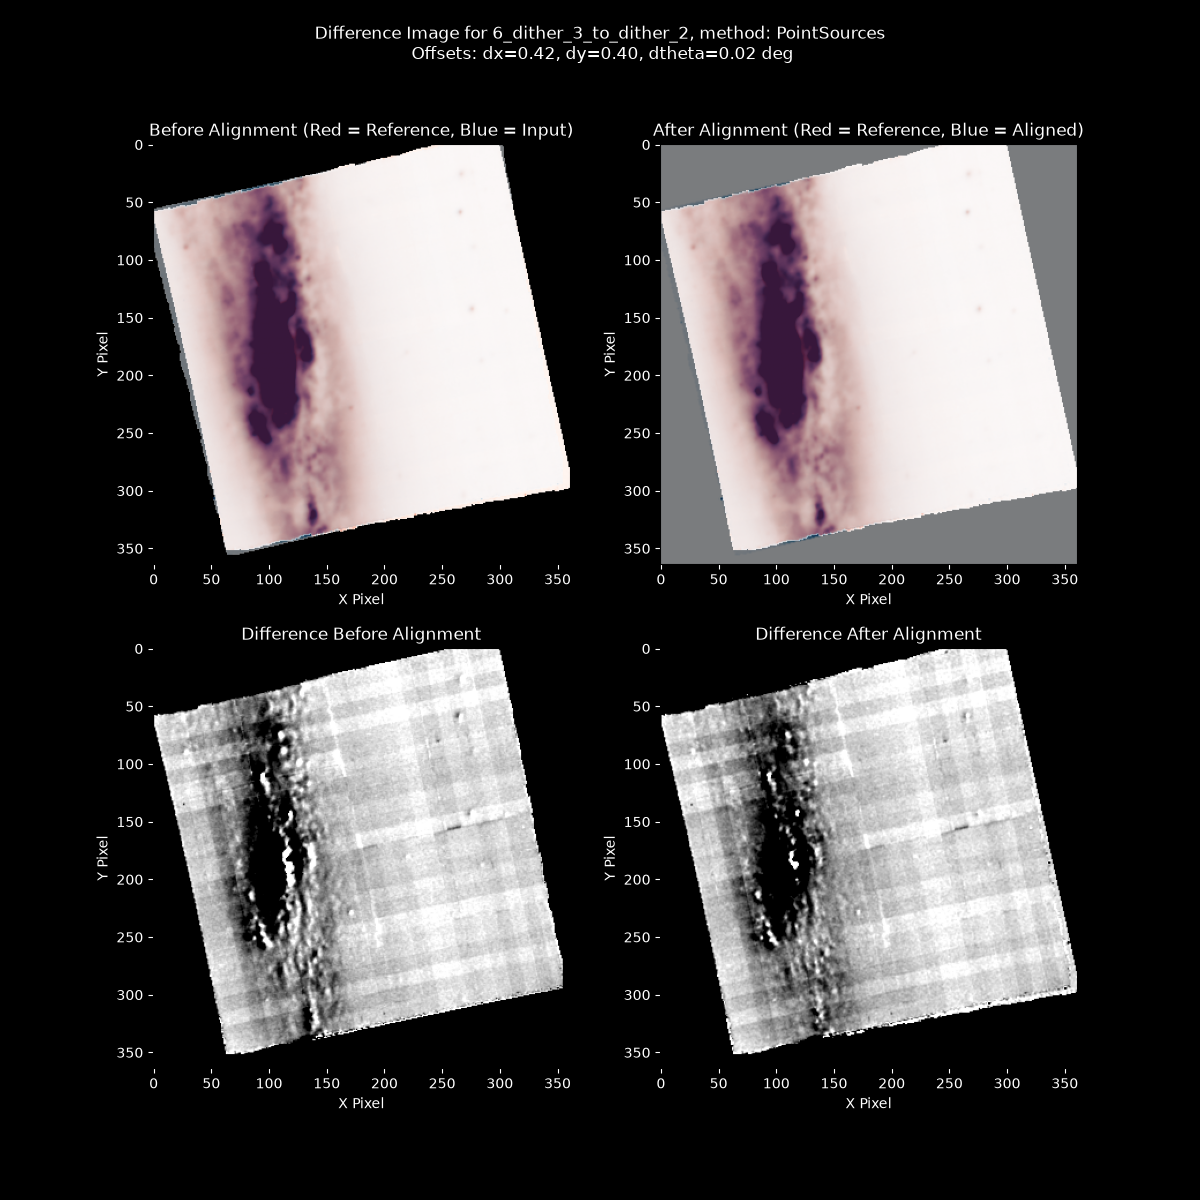 Difference Image for 6_dither_3_to_dither_2, method: PointSources
Offsets: dx=0.42, dy=0.40, dtheta=0.02 deg
Before Alignment (Red = Reference, Blue = Input)
0
50
100
150
200
250
300
350
Y Pixel
0 50 100 150 200 250 300 350
X Pixel
After Alignment (Red = Reference, Blue = Aligned)
0
50
100
150
200
250
300
350
Y Pixel
0 50 100 150 200 250 300 350
X Pixel
Difference Before Alignment
0
50
100
150
200
250
300
350
Y Pixel
0 50 100 150 200 250 300 350
X Pixel
Difference After Alignment
0
50
100
150
200
250
300
350
Y Pixel
0 50 100 150 200 250 300 350
X Pixel